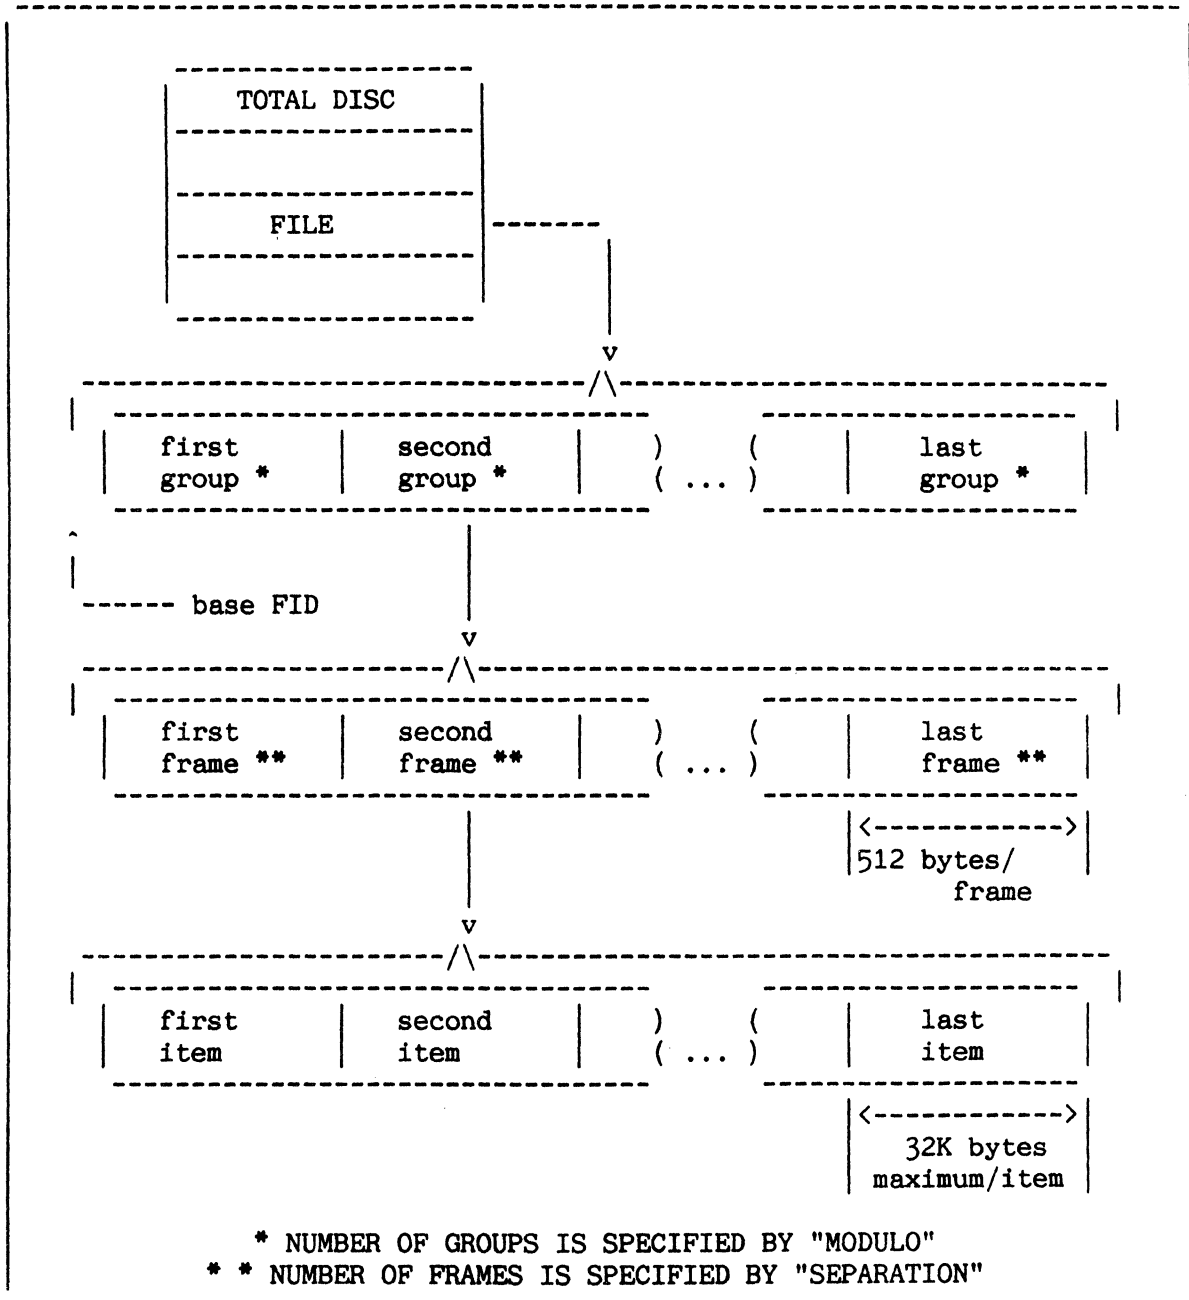 TOTAL DISC
FILE
first second ) ( last
group * group * ( ... ) group *
base FID
first second ) ( last
frame ** frame ** ( ... ) frame **
512 bytes/
frame
first second ) ( last
item item ( ... ) item
32K bytes
maximum/item
* NUMBER OF GROUPS IS SPECIFIED BY "MODULO"
* * NUMBER OF FRAMES IS SPECIFIED BY "SEPARATION"